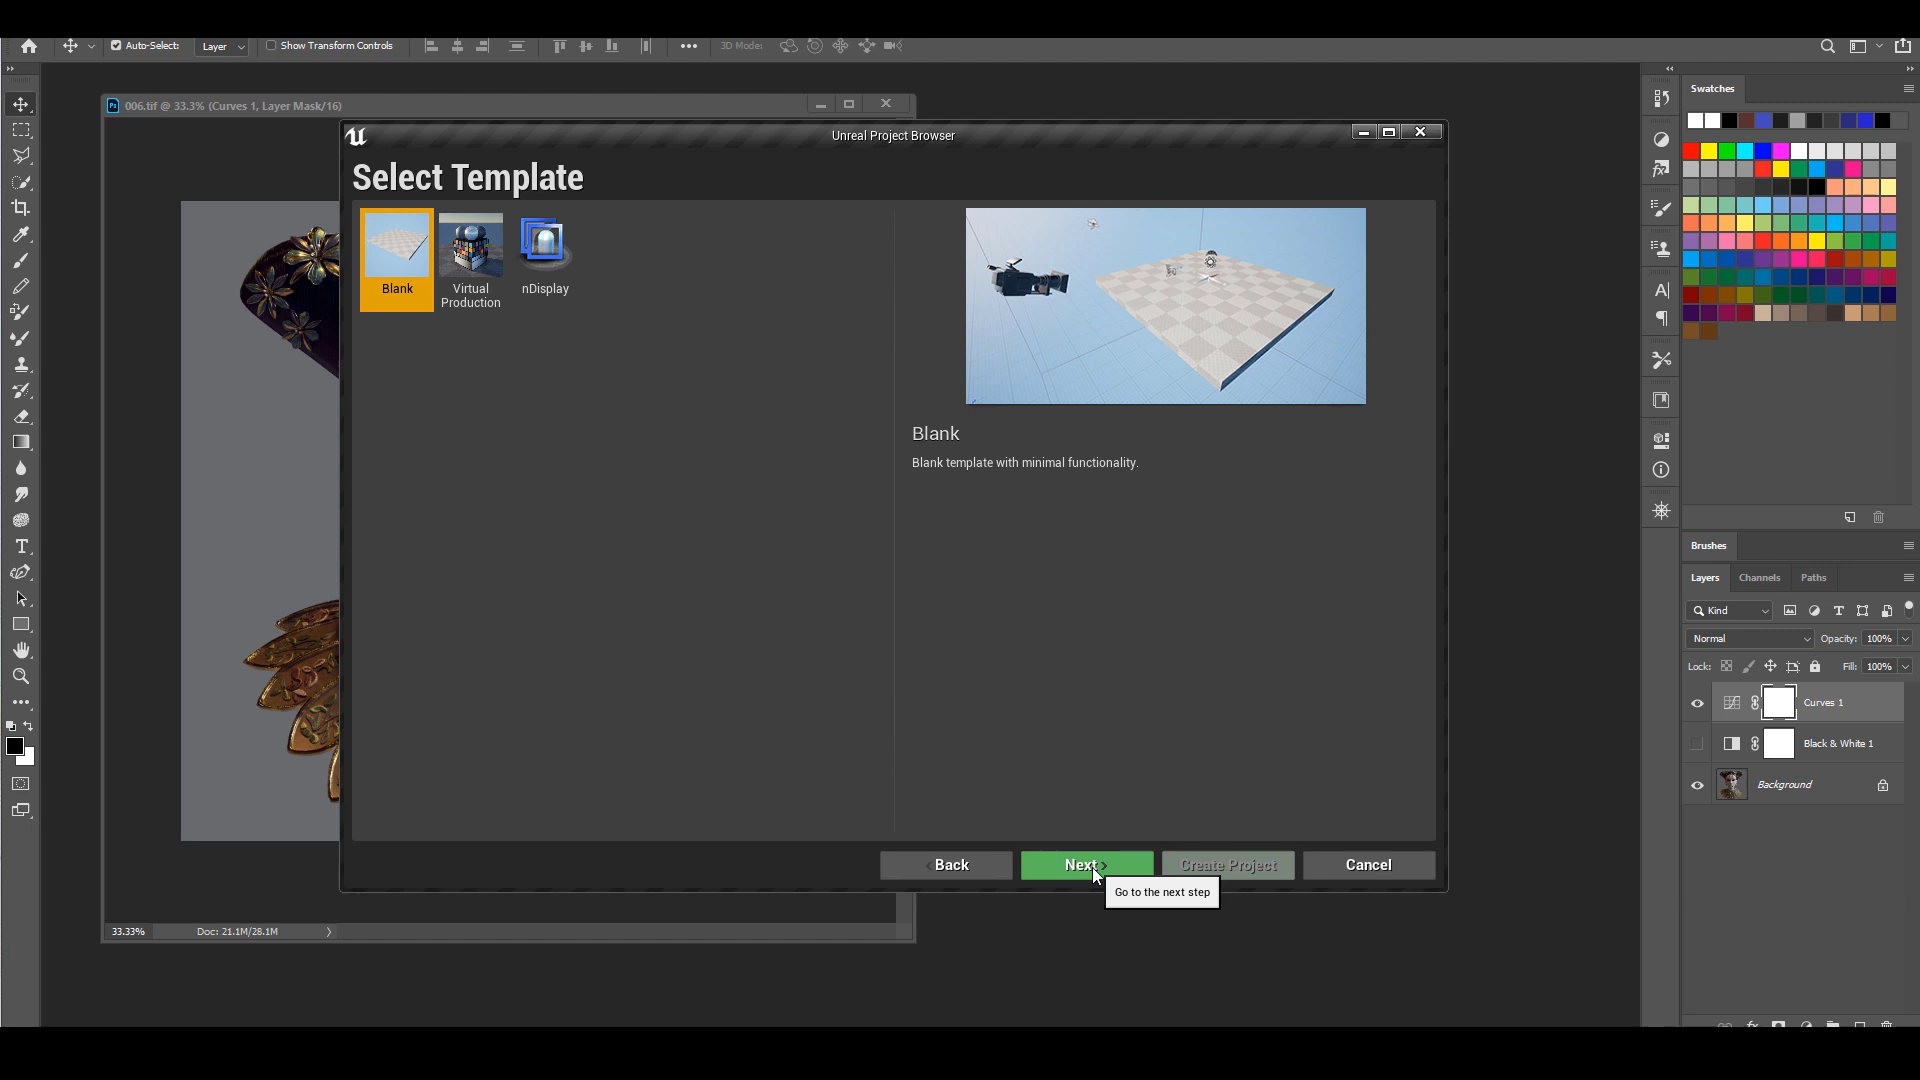 Auto-Select:
Layer
Show Transform Controls
3D Mode:
006.tif @ 33.3% (Curves 1, Layer Mask/16)
Unreal Project Browser
Select Template
Blank
Virtual
Production
nDisplay
Blank
Blank template with minimal functionality.
Back
Next
Create Project
Cancel
Go to the next step
33.33%
Doc: 21.1M/28.1M
Swatches
Brushes
Layers
Channels
Paths
Kind
Normal
Opacity: 100%
Lock:
Fill: 100%
Curves 1
Black & White 1
Background